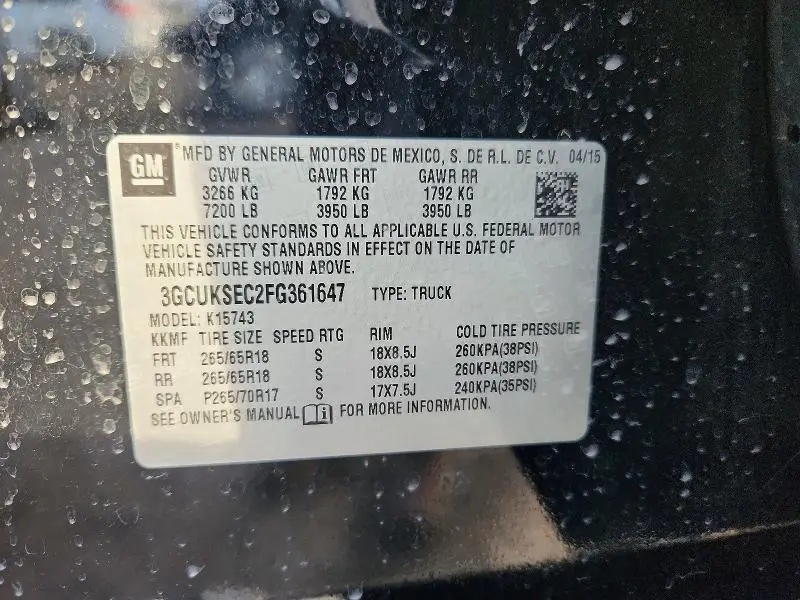 GM MFD BY GENERAL MOTORS DE MEXICO, S. DE R.L. DE C.V. 04/15
GVWR GAWR FRT GAWR RR
3266 KG 1792 KG 1792 KG
7200 LB 3950 LB 3950 LB
THIS VEHICLE CONFORMS TO ALL APPLICABLE U.S. FEDERAL MOTOR
VEHICLE SAFETY STANDARDS IN EFFECT ON THE DATE OF
MANUFACTURE SHOWN ABOVE.
3GCUKSEC2FG361647 TYPE: TRUCK
MODEL: K15743
KKMF TIRE SIZE SPEED RTG RIM COLD TIRE PRESSURE
FRT 265/65R18 S 18X8.5J 260KPA(38PSI)
RR 265/65R18 S 18X8.5J 260KPA(38PSI)
SPA P265/70R17 S 17X7.5J 240KPA(35PSI)
SEE OWNER'S MANUAL i FOR MORE INFORMATION.